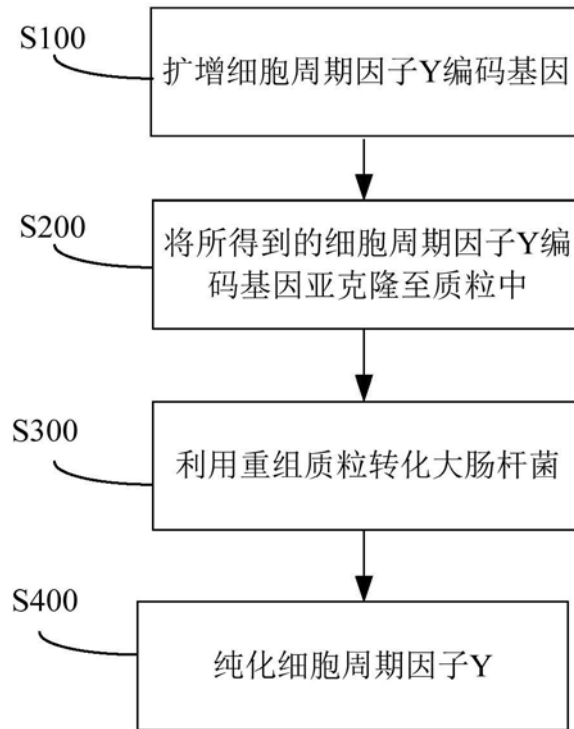 S100
扩增细胞周期因子Y编码基因
S200
将所得到的细胞周期因子Y编
码基因亚克隆至质粒中
S300
利用重组质粒转化大肠杆菌
S400
纯化细胞周期因子Y